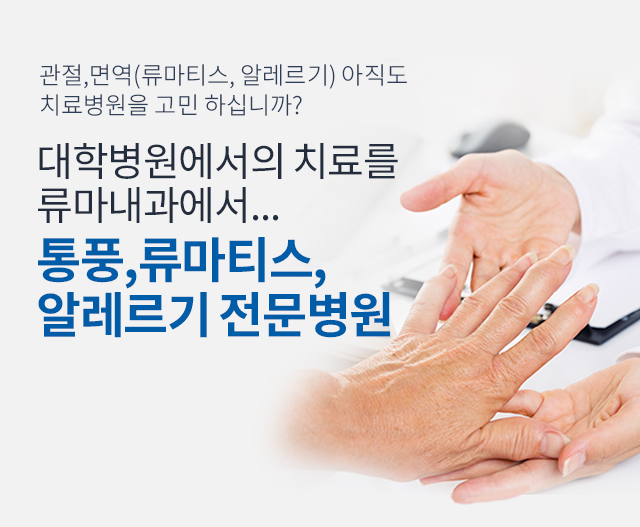 관절,면역(류마티스, 알레르기) 아직도
치료병원을 고민 하십니까?
대학병원에서의 치료를
류마내과에서...
통풍,류마티스,
알레르기 전문병원